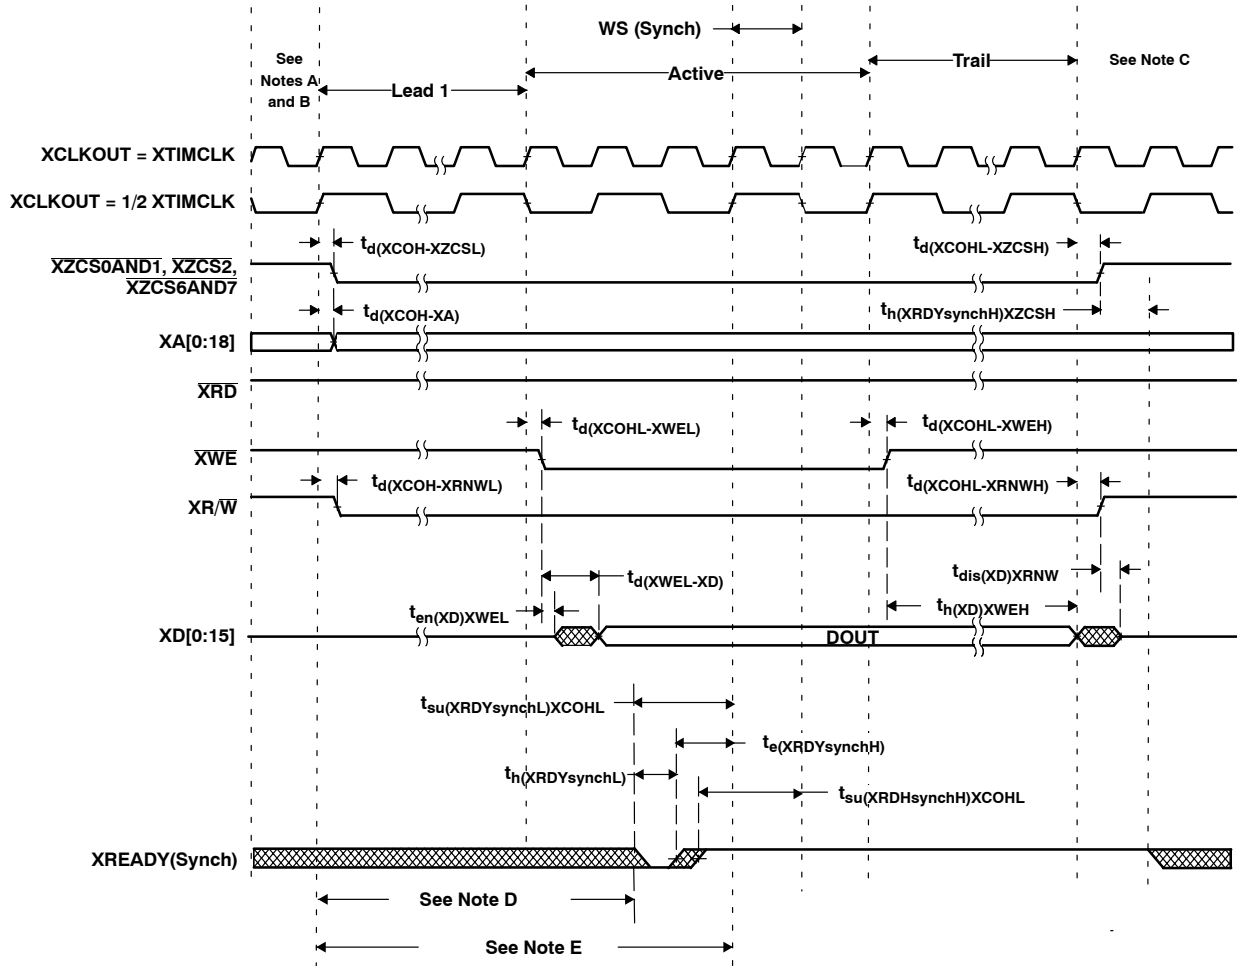 WS (Synch)
See
Notes A
and B
Lead 1
Active
Trail
See Note C
XCLKOUT = XTIMCLK
XCLKOUT = 1/2 XTIMCLK
td(XCOH-XZCSL)
td(XCOHL-XZCSH)
XZCS0AND1, XZCS2,
XZCS6AND7
td(XCOH-XA)
th(XRDYsynchH)XZCSH
XA[0:18]
XRD
td(XCOHL-XWEL)
td(XCOHL-XWEH)
XWE
td(XCOH-XRNWL)
td(XCOHL-XRNWH)
XR/W
td(XWEL-XD)
tdis(XD)XRNW
ten(XD)XWEL
th(XD)XWEH
XD[0:15]
DOUT
tsu(XRDYsynchL)XCOHL
te(XRDYsynchH)
th(XRDYsynchL)
tsu(XRDHsynchH)XCOHL
XREADY(Synch)
See Note D
See Note E